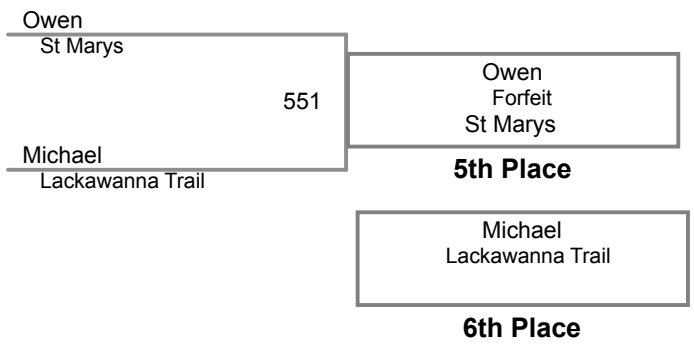 Owen
St Marys
551
Michael
Lackawanna Trail
Owen
Forfeit
St Marys
5th Place
Michael
Lackawanna Trail
6th Place